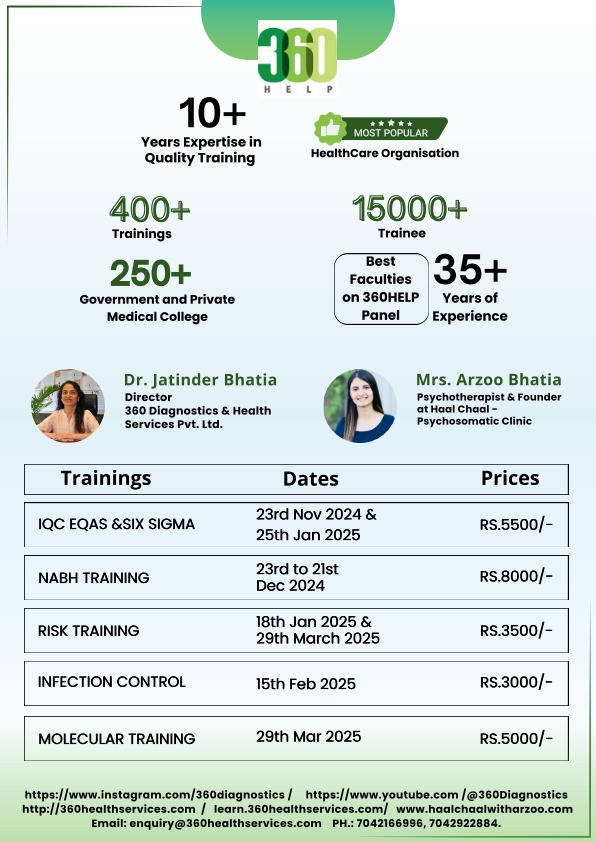 360
HELP
10+
Years Expertise in
Quality Training
MOST POPULAR
HealthCare Organisation
400+
Trainings
15000+
Trainee
250+
Government and Private
Medical College
Best
Faculties
on 360HELP
Panel
35+
Years of
Experience
Dr. Jatinder Bhatia
Director
360 Diagnostics & Health
Services Pvt. Ltd.
Mrs. Arzoo Bhatia
Psychotherapist & Founder
at Haal Chaal -
Psychosomatic Clinic
Trainings Dates Prices
IQC EQAS &SIX SIGMA 23rd Nov 2024 & RS.5500/-
25th Jan 2025
NABH TRAINING 23rd to 21st RS.8000/-
Dec 2024
RISK TRAINING 18th Jan 2025 & RS.3500/-
29th March 2025
INFECTION CONTROL 15th Feb 2025 RS.3000/-
MOLECULAR TRAINING 29th Mar 2025 RS.5000/-
https://www.instagram.com/360diagnostics / https://www.youtube.com /@360Diagnostics
http://360healthservices.com / learn.360healthservices.com/ www.haalchaalwitharzoo.com
Email: enquiry@360healthservices.com PH.: 7042166996, 7042922884.